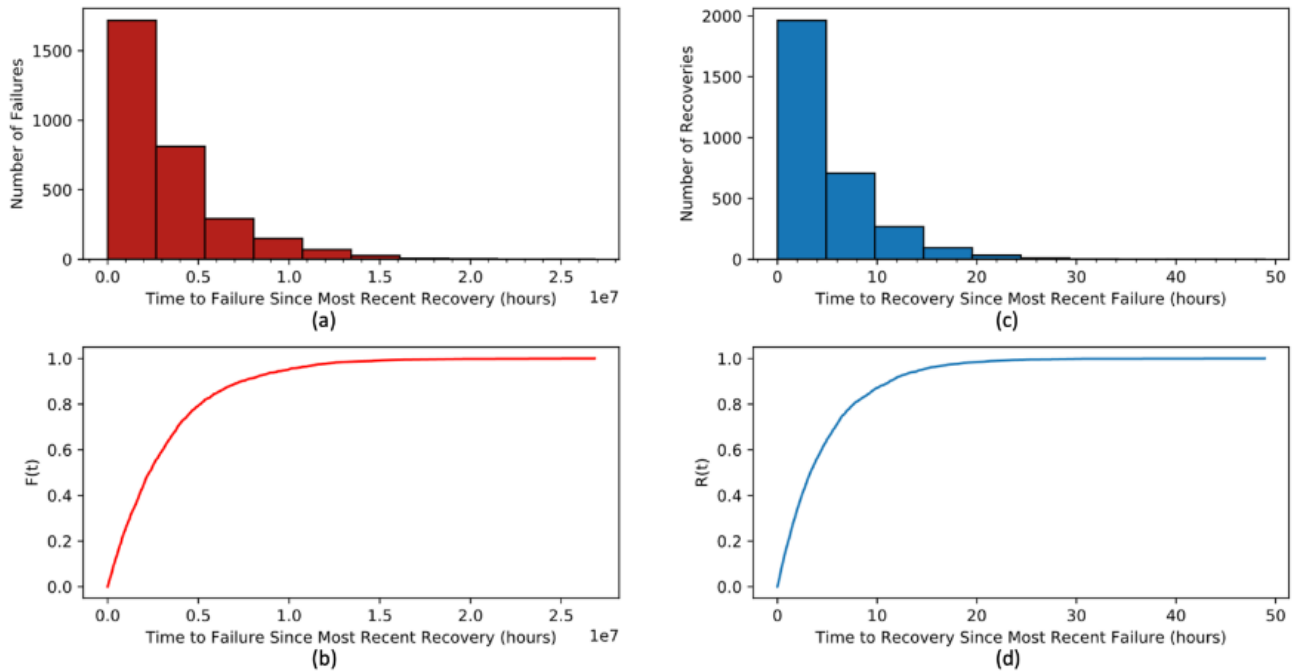 Number of Failures
1500
1000
500
0
0.0 0.5 1.0 1.5 2.0 2.5
1e7
Time to Failure Since Most Recent Recovery (hours)
(a)
Number of Recoveries
2000
1500
1000
500
0
0 10 20 30 40 50
Time to Recovery Since Most Recent Failure (hours)
(c)
F(t)
1.0
0.8
0.6
0.4
0.2
0.0
0.0 0.5 1.0 1.5 2.0 2.5
1e7
Time to Failure Since Most Recent Recovery (hours)
(b)
R(t)
1.0
0.8
0.6
0.4
0.2
0.0
0 10 20 30 40 50
Time to Recovery Since Most Recent Failure (hours)
(d)